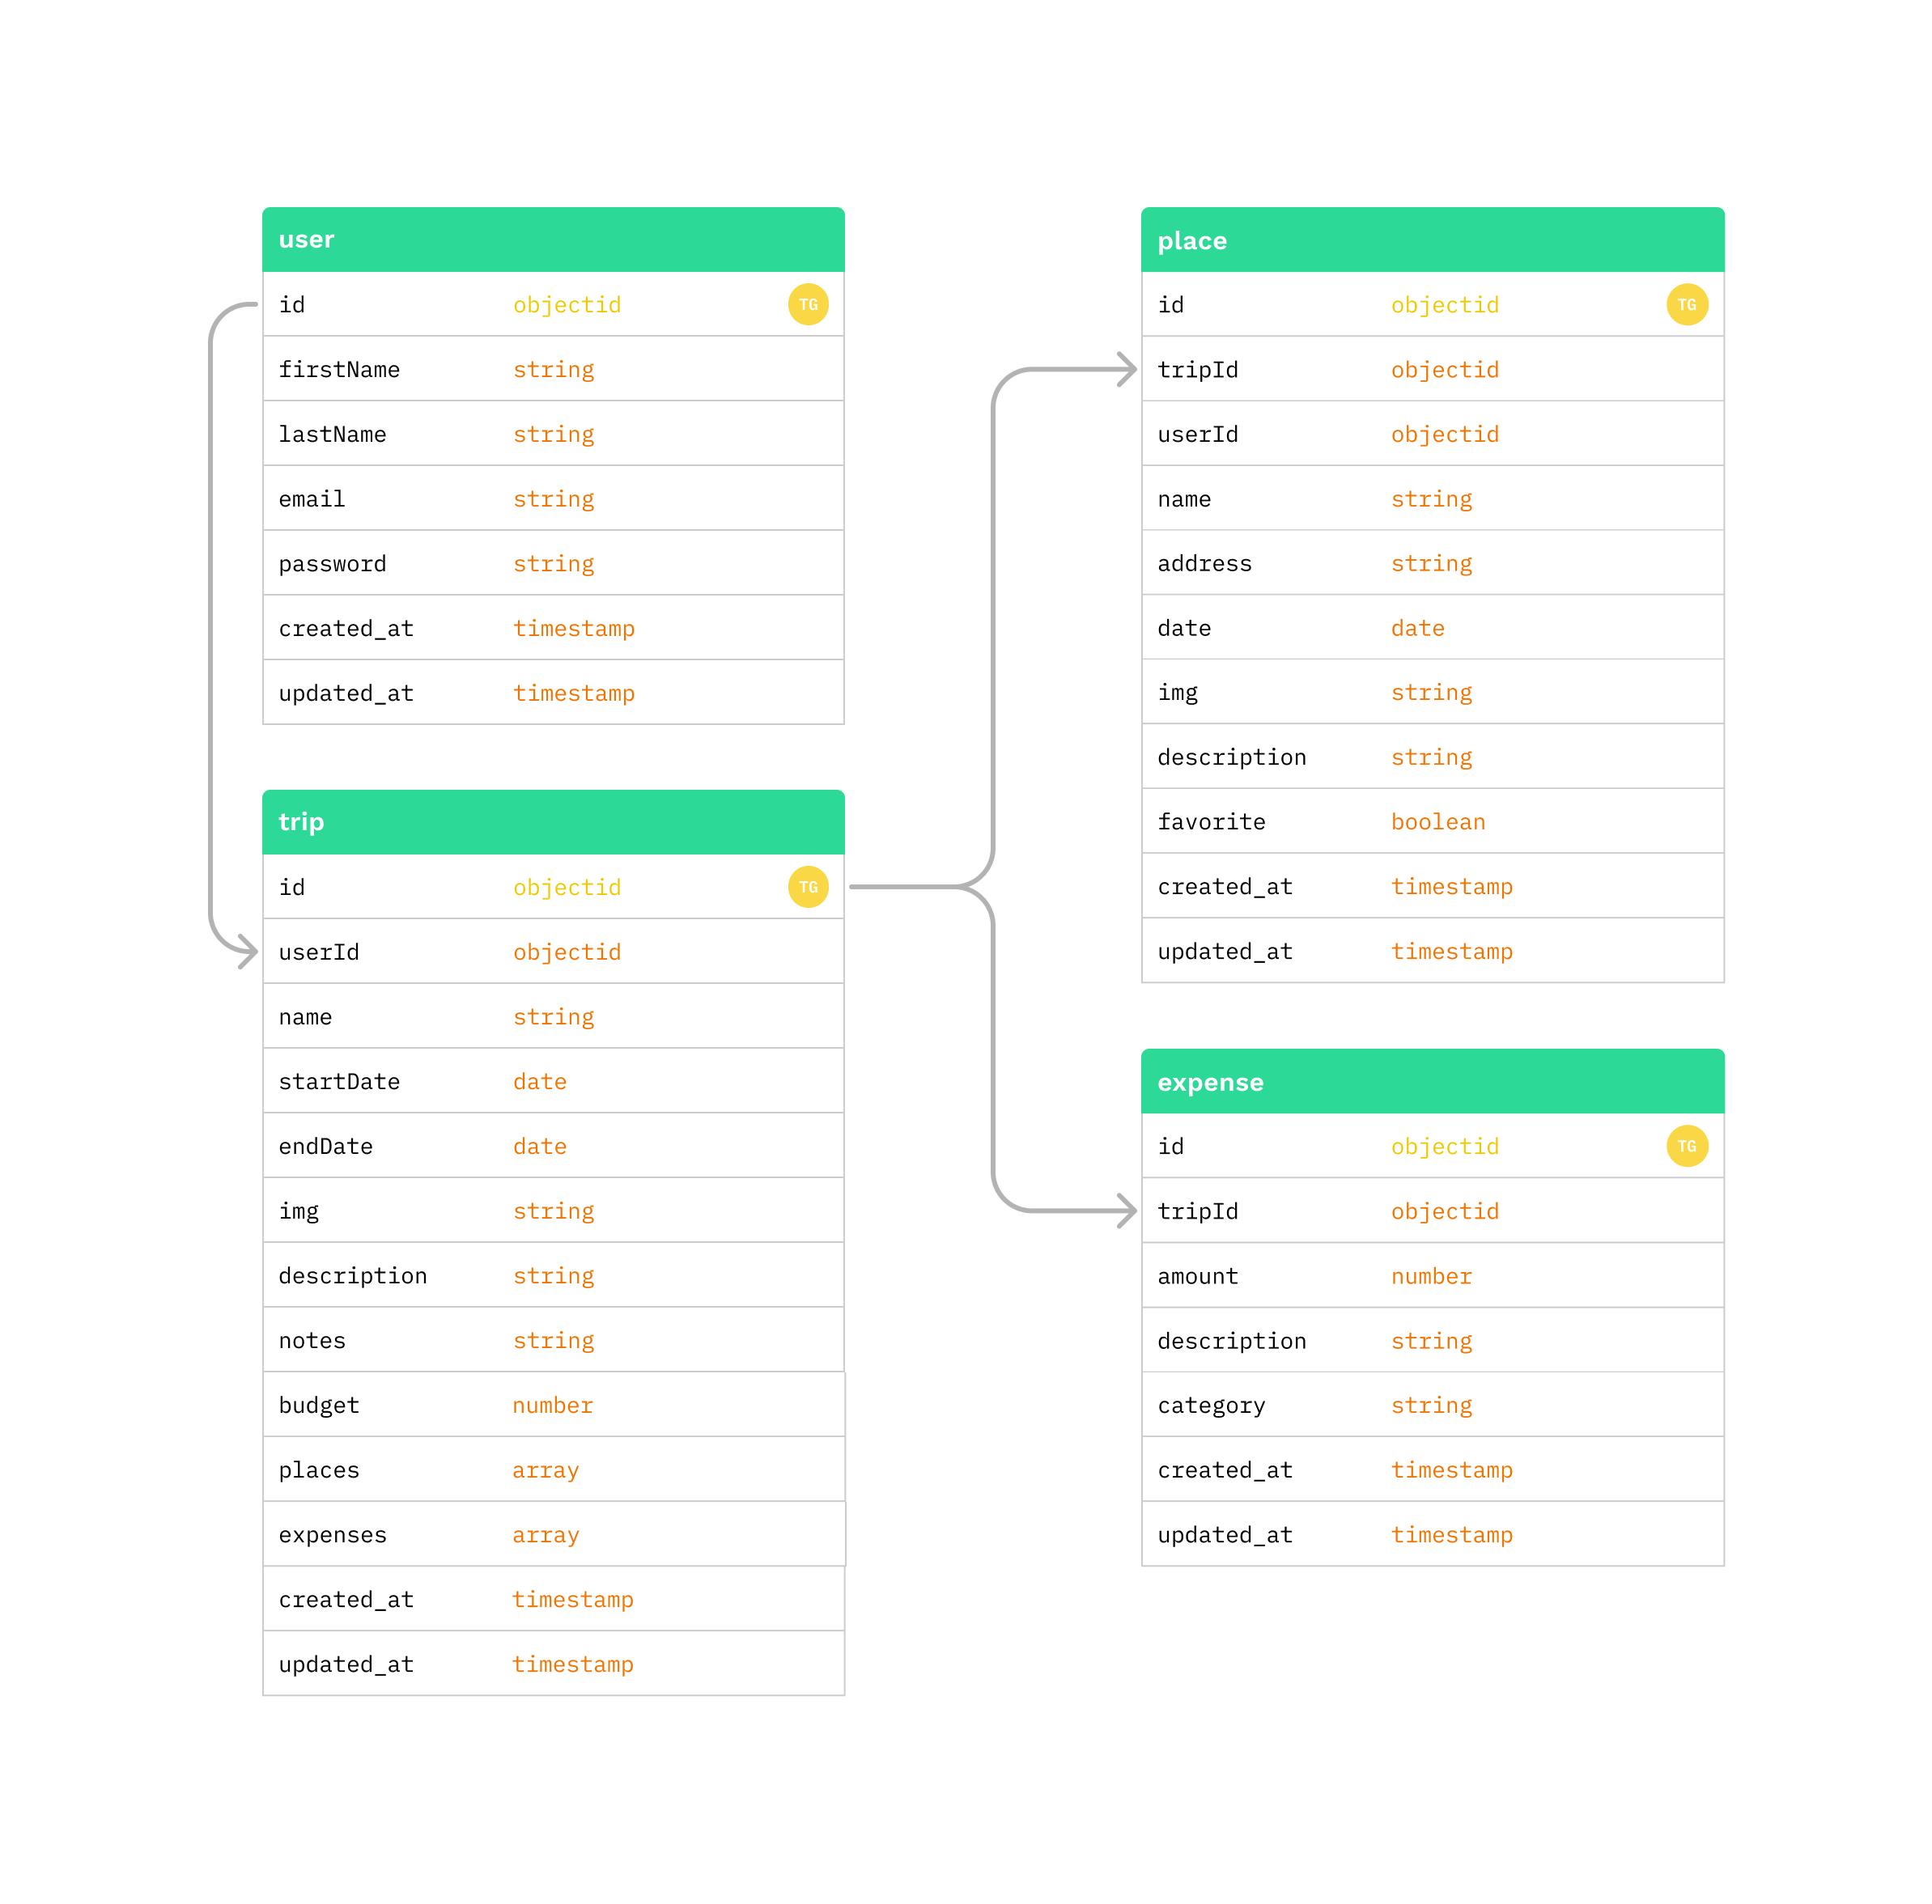 user
id objectid TG
firstName string
lastName string
email string
password string
created_at timestamp
updated_at timestamp
trip
id objectid TG
userId objectid
name string
startDate date
endDate date
img string
description string
notes string
budget number
places array
expenses array
created_at timestamp
updated_at timestamp
place
id objectid TG
tripId objectid
userId objectid
name string
address string
date date
img string
description string
favorite boolean
created_at timestamp
updated_at timestamp
expense
id objectid TG
tripId objectid
amount number
description string
category string
created_at timestamp
updated_at timestamp